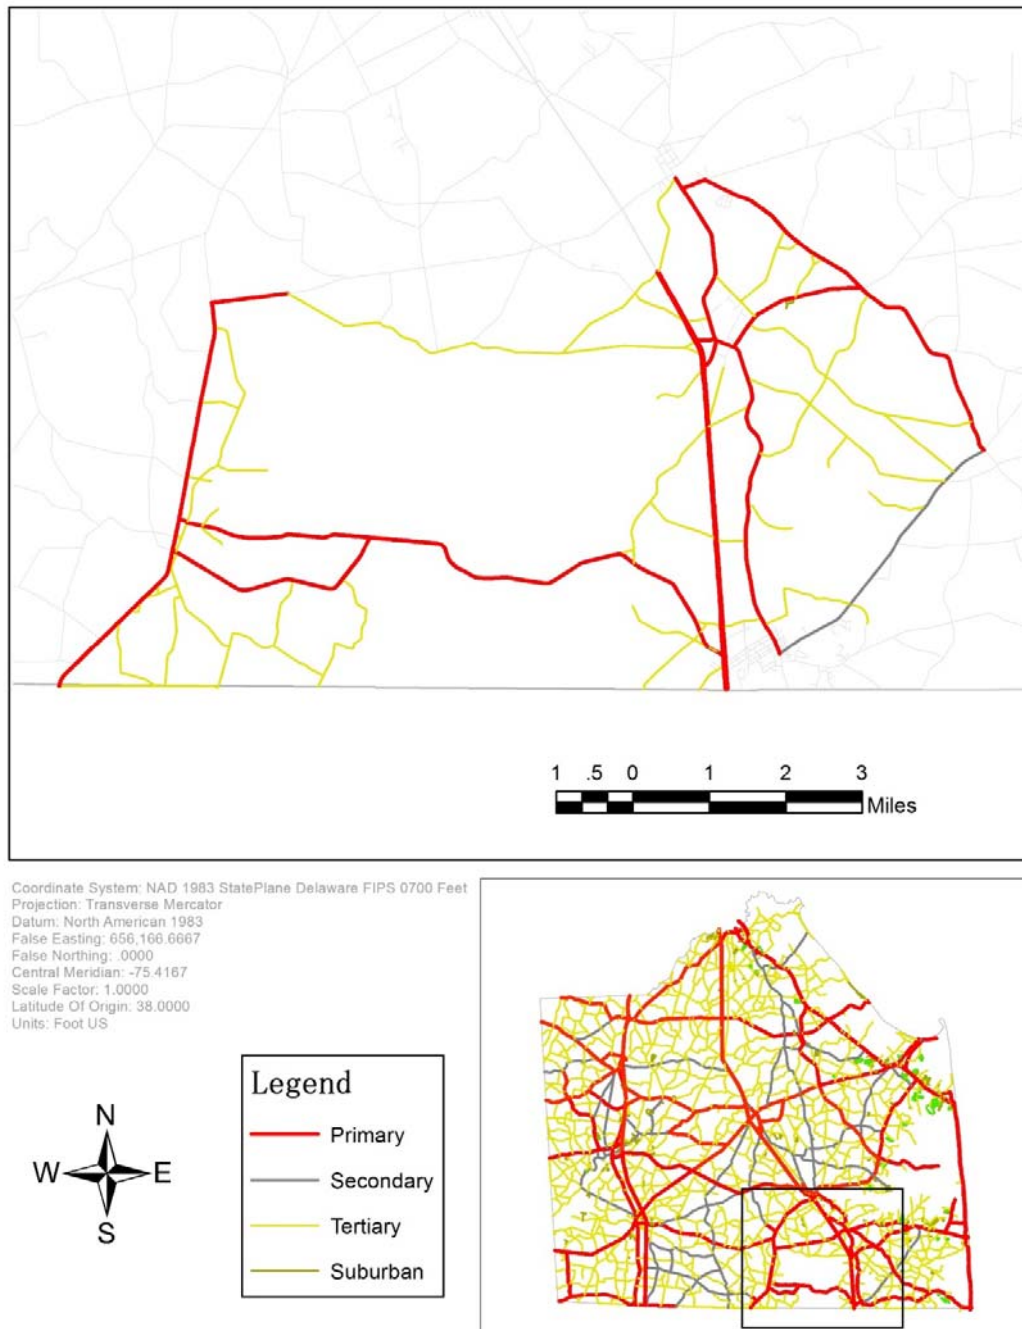 1 .5 0 1 2 3
Miles
Coordinate System: NAD 1983 StatePlane Delaware FIPS 0700 Feet
Projection: Transverse Mercator
Datum: North American 1983
False Easting: 656,166.6667
False Northing: .0000
Central Meridian: -75.4167
Scale Factor: 1.0000
Latitude Of Origin: 38.0000
Units: Foot US
N
W E
S
Legend
Primary
Secondary
Tertiary
Suburban